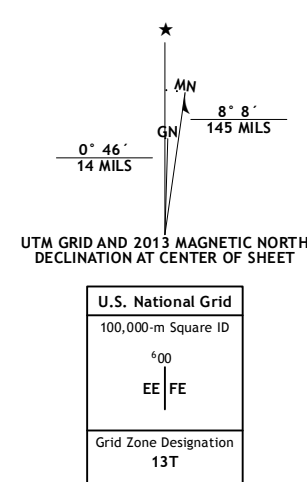 ★
MN
8° 8´
145 MILS
GN
0° 46´
14 MILS
UTM GRID AND 2013 MAGNETIC NORTH
DECLINATION AT CENTER OF SHEET
U.S. National Grid
100,000-m Square ID
⁶00
EE FE
Grid Zone Designation
13T